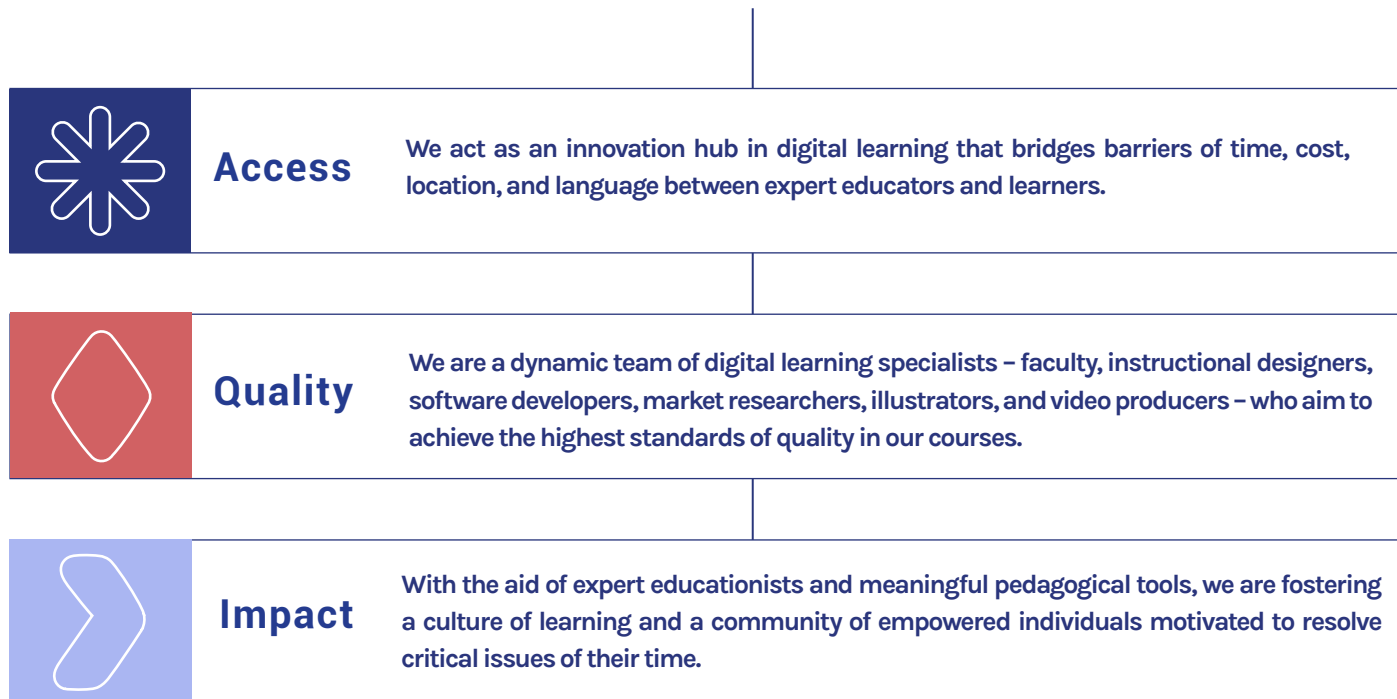 Access
We act as an innovation hub in digital learning that bridges barriers of time, cost,
location, and language between expert educators and learners.
Quality
We are a dynamic team of digital learning specialists – faculty, instructional designers,
software developers, market researchers, illustrators, and video producers – who aim to
achieve the highest standards of quality in our courses.
Impact
With the aid of expert educationists and meaningful pedagogical tools, we are fostering
a culture of learning and a community of empowered individuals motivated to resolve
critical issues of their time.